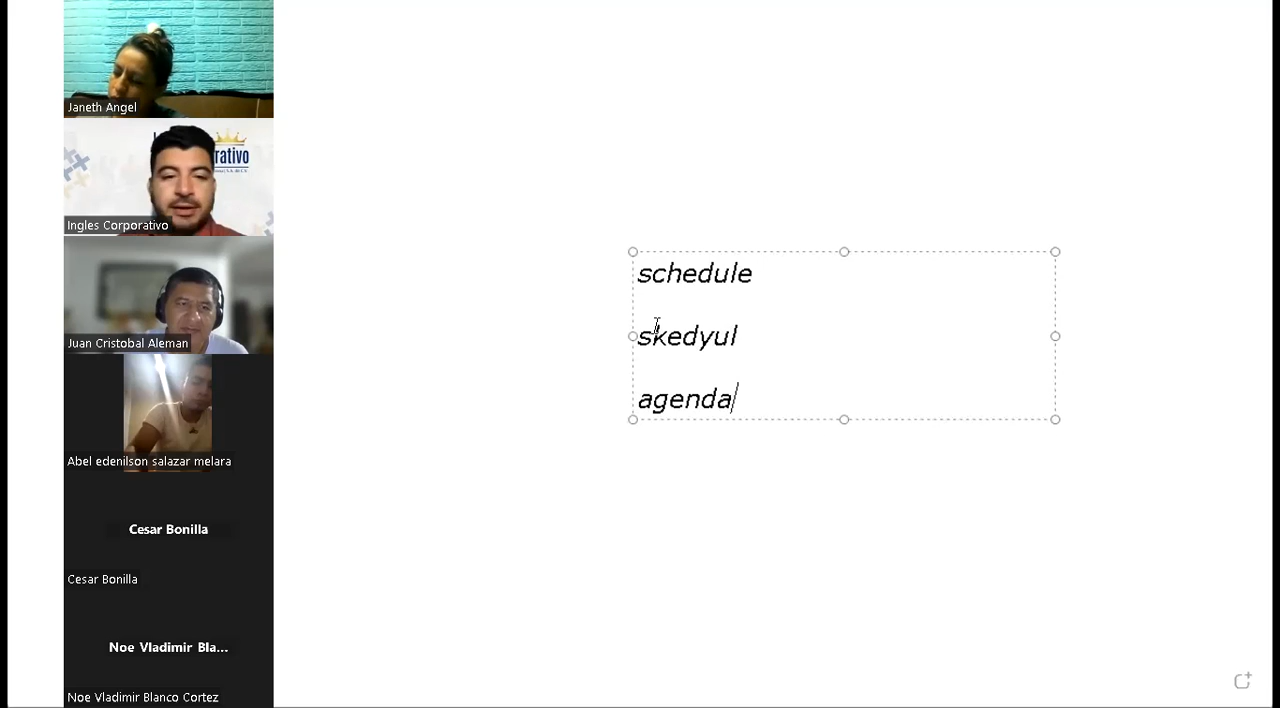 Janeth Angel
rativo
Ingles Corporativo
Juan Cristobal Aleman
Abel edenilson salazar melara
Cesar Bonilla
Cesar Bonilla
Noe Vladimir Bla...
Noe Vladimir Blanco Cortez
schedule
skedyul
agenda